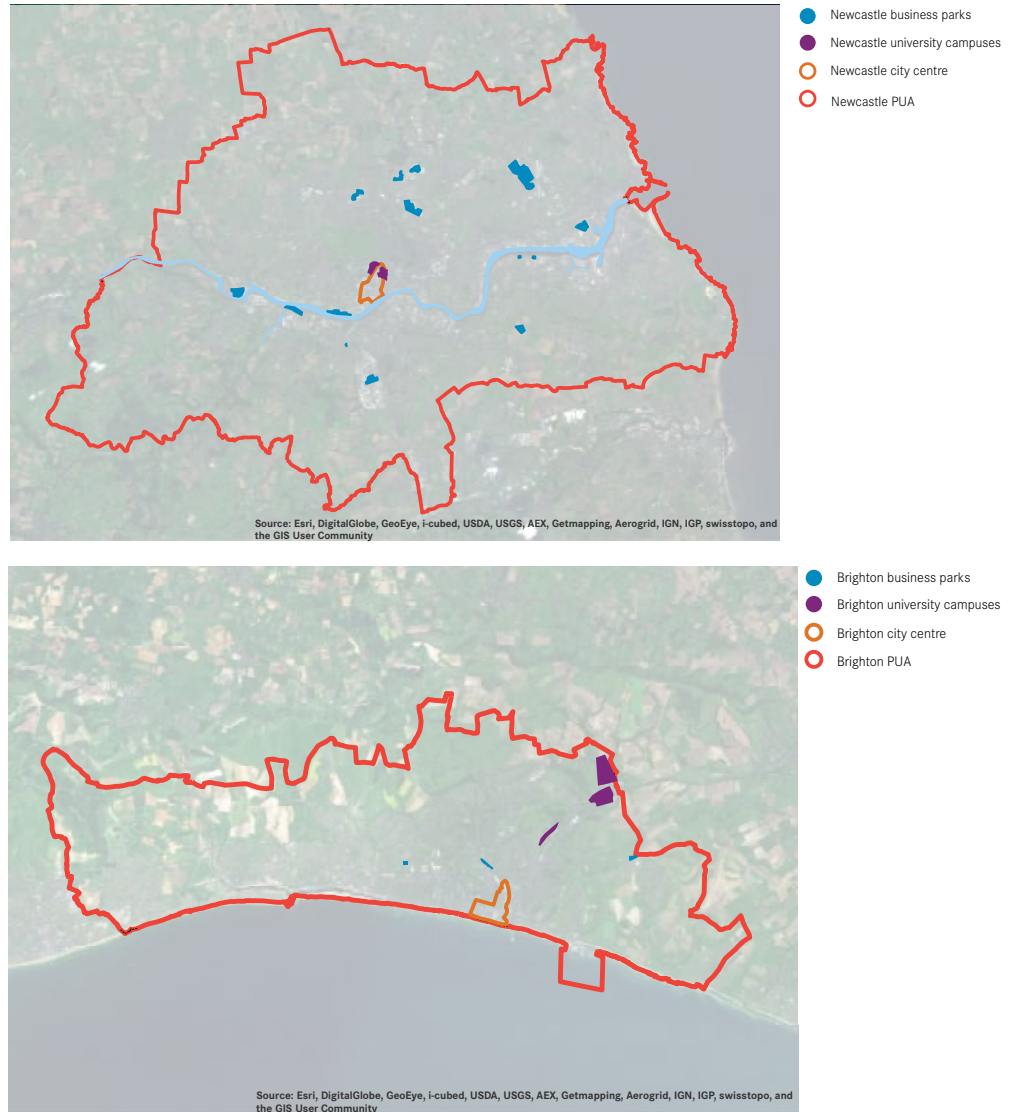 Newcastle business parks
Newcastle university campuses
Newcastle city centre
Newcastle PUA
Source: Esri, DigitalGlobe, GeoEye, i-cubed, USDA, USGS, AEX, Getmapping, Aerogrid, IGN, IGP, swisstopo, and
the GIS User Community
Brighton business parks
Brighton university campuses
Brighton city centre
Brighton PUA
Source: Esri, DigitalGlobe, GeoEye, i-cubed, USDA, USGS, AEX, Getmapping, Aerogrid, IGN, IGP, swisstopo, and
the GIS User Community